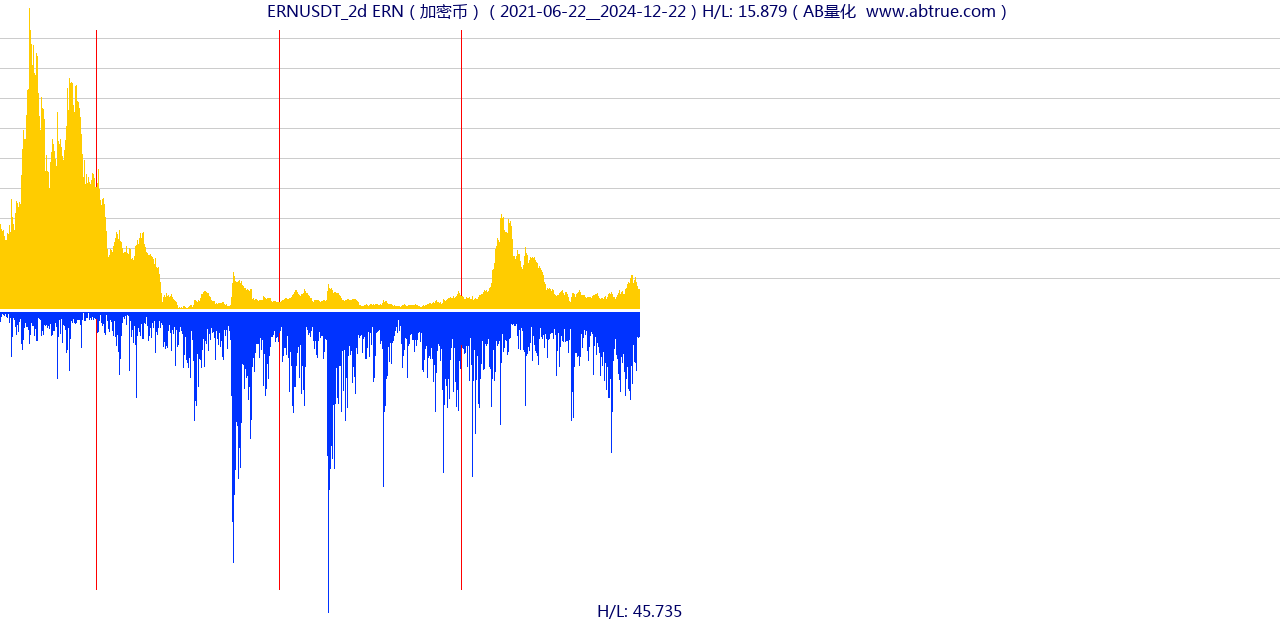 ERNUSDT_2d ERN ( 加密币 ) ( 2021-06-22__2024-12-22 ) H/L: 15.879 ( AB量化  www.abtrue.com )
H/L: 45.735